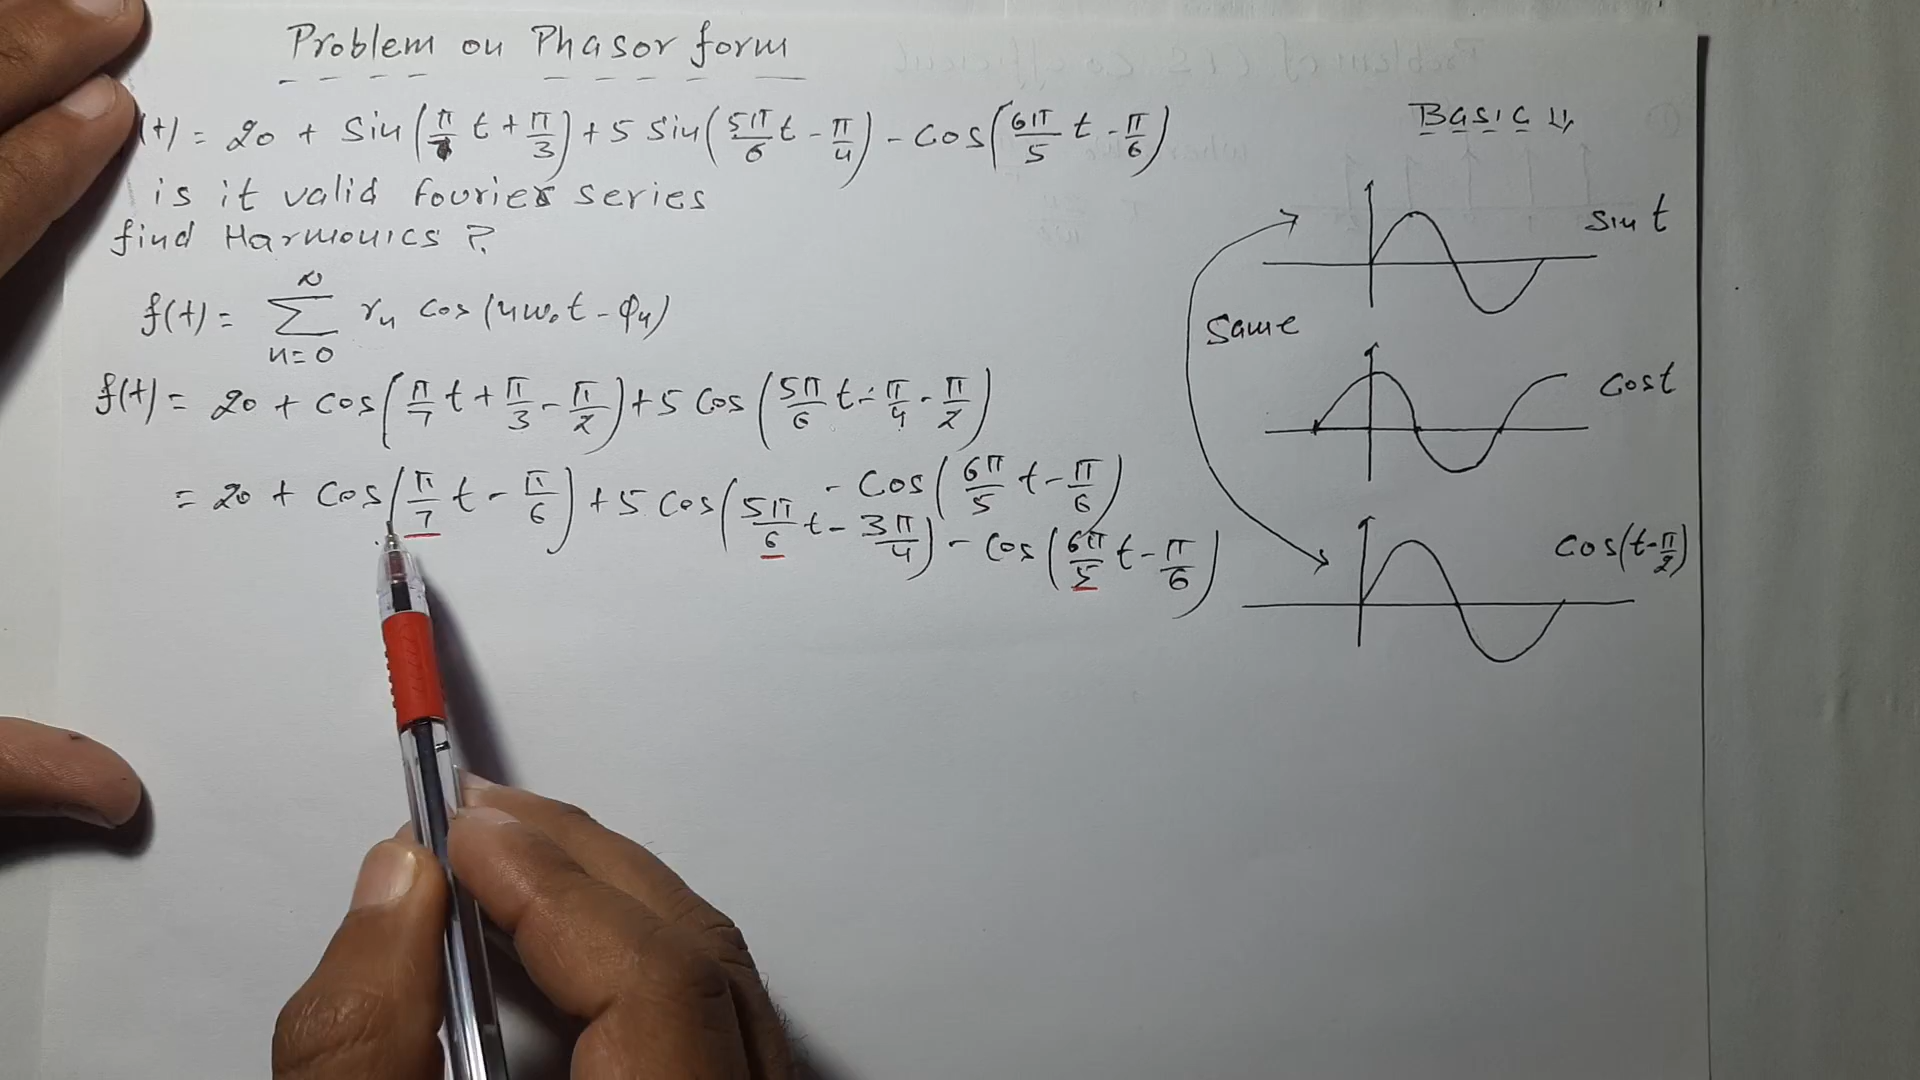 Problem on Phasor form
(t) = 20 + Sin(π/7 t + π/3) + 5 Sin(5π/6 t - π/4) - cos(6π/5 t - π/6)
is it valid fourier series
find Harmonics ?
f(t) = ∑_{n=0}^{∞} r_n cos(nω₀t - φ_n)
f(t) = 20 + cos(π/7 t + π/3 - π/2) + 5 cos(5π/6 t - π/4 - π/2)
- cos(6π/5 t - π/6)
= 20 + cos(π/7 t - π/6) + 5 cos(5π/6 t - 3π/4) - cos(6π/5 t - π/6)
BASIC
Sin t
Same
Cos t
Cos(t - π/2)